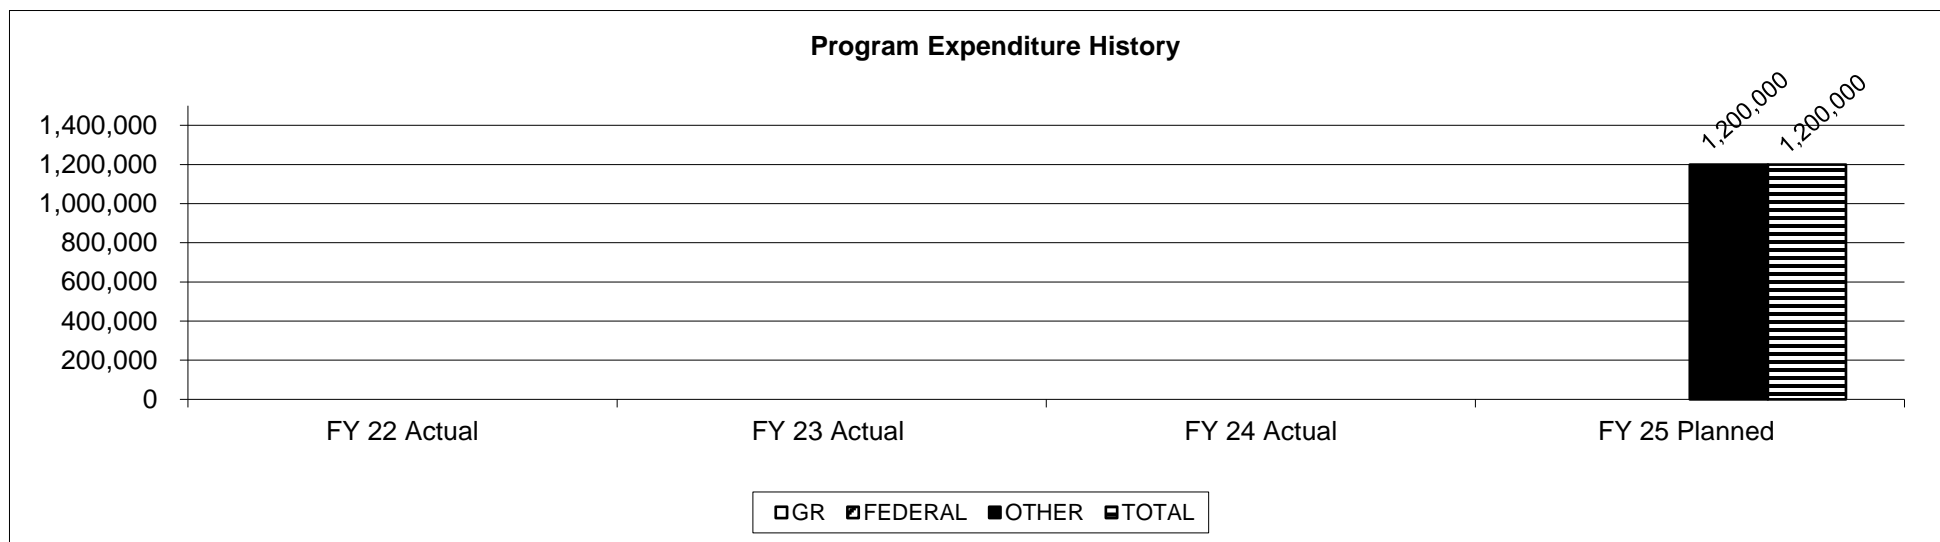 Program Expenditure History
1,200,000
1,200,000
1,400,000
1,200,000
1,000,000
800,000
600,000
400,000
200,000
0
FY 22 Actual
FY 23 Actual
FY 24 Actual
FY 25 Planned
GR FEDERAL OTHER TOTAL